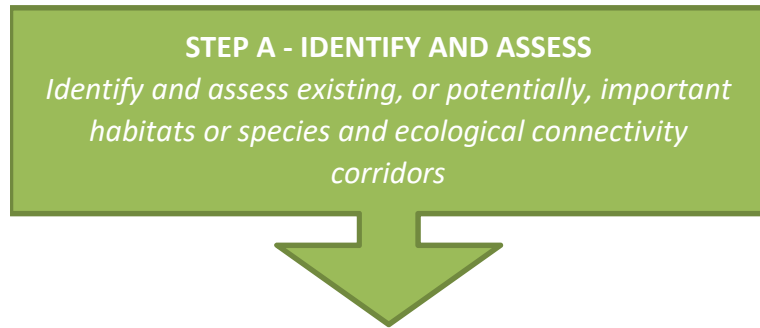 STEP A - IDENTIFY AND ASSESS
Identify and assess existing, or potentially, important
habitats or species and ecological connectivity
corridors